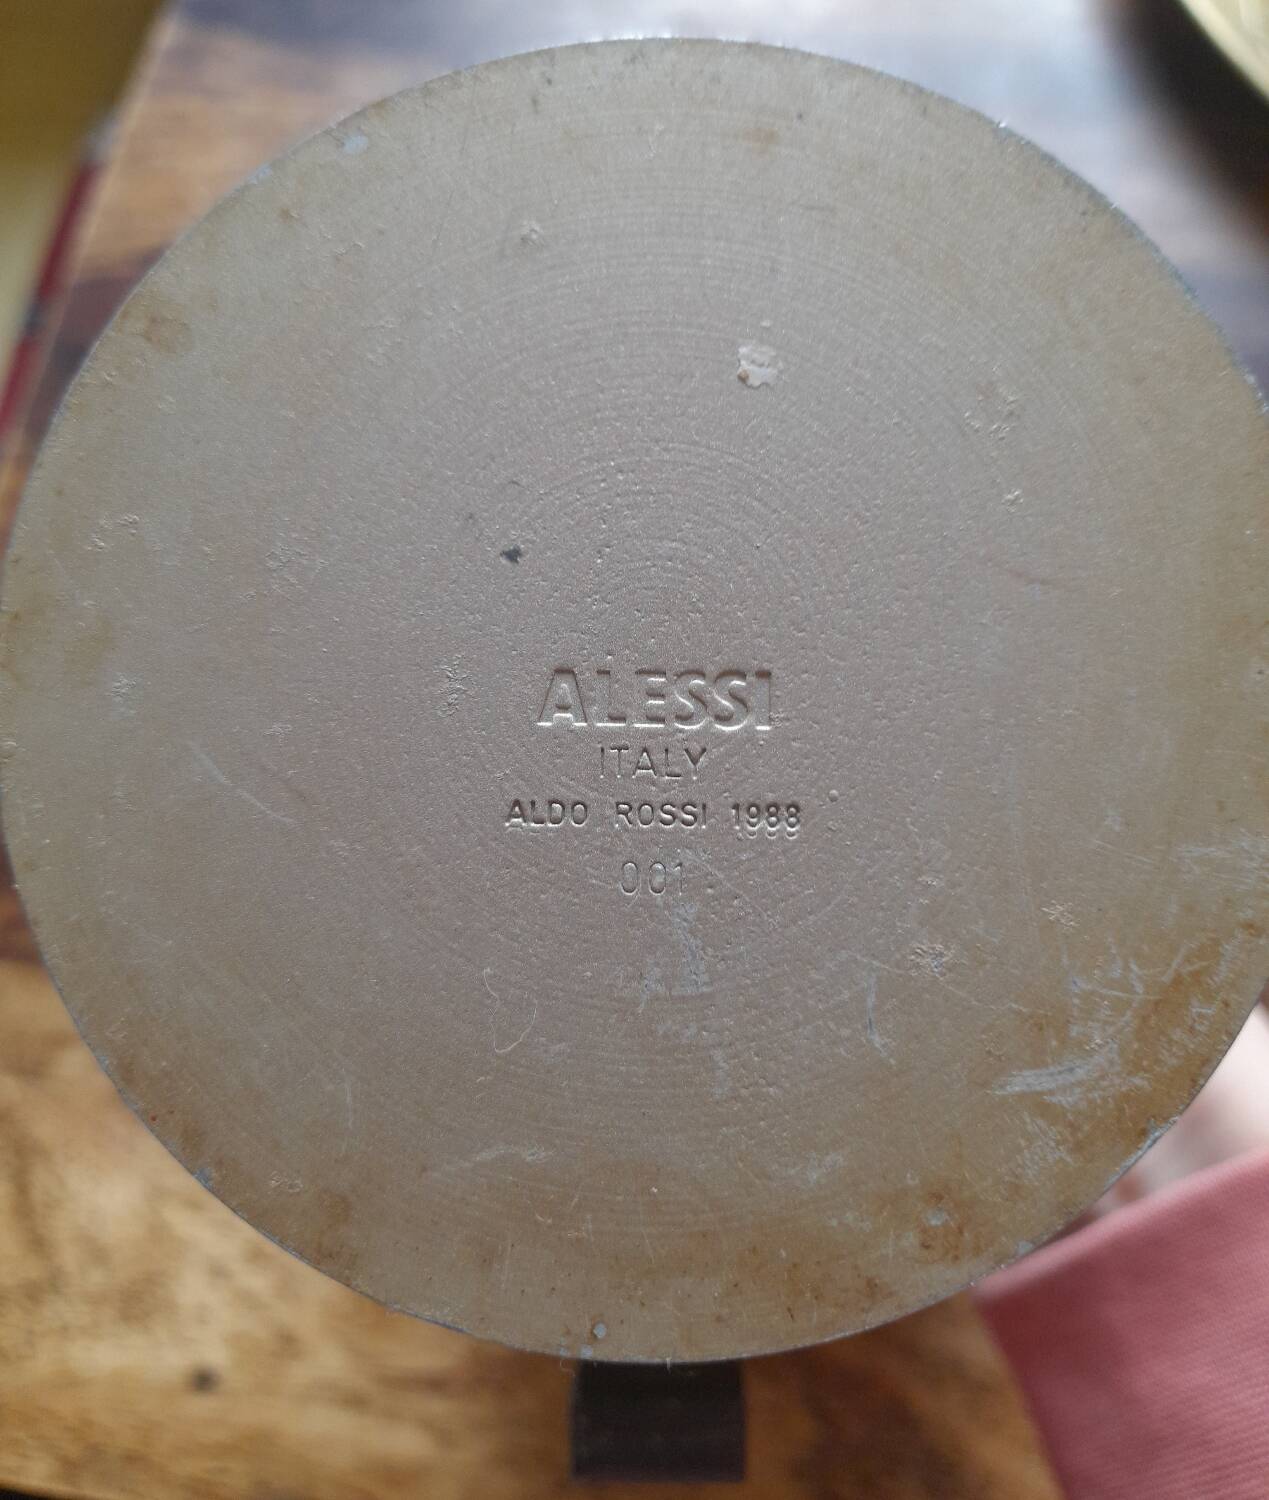 ALESSI
ITALY
ALDO ROSSI 1988
001